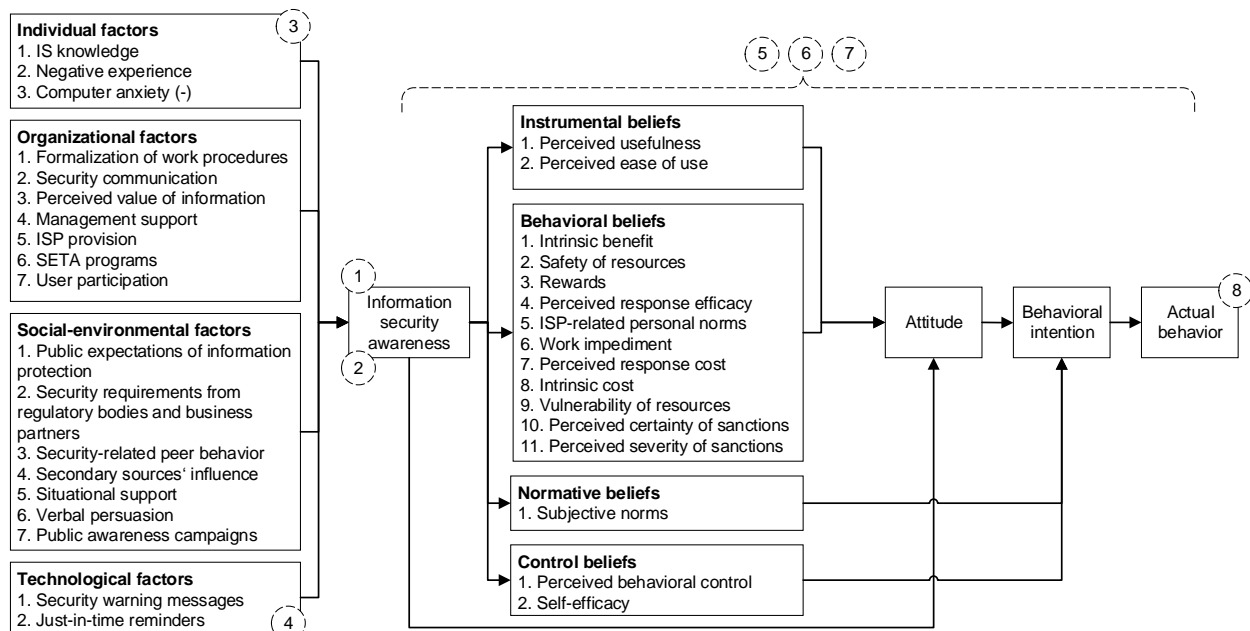 Individual factors
1. IS knowledge
2. Negative experience
3. Computer anxiety (-)
3
Organizational factors
1. Formalization of work procedures
2. Security communication
3. Perceived value of information
4. Management support
5. ISP provision
6. SETA programs
7. User participation
Social-environmental factors
1. Public expectations of information
protection
2. Security requirements from
regulatory bodies and business
partners
3. Security-related peer behavior
4. Secondary sources‘ influence
5. Situational support
6. Verbal persuasion
7. Public awareness campaigns
Technological factors
1. Security warning messages
2. Just-in-time reminders
4
1
Information
security
awareness
2
5 6 7
Instrumental beliefs
1. Perceived usefulness
2. Perceived ease of use
Behavioral beliefs
1. Intrinsic benefit
2. Safety of resources
3. Rewards
4. Perceived response efficacy
5. ISP-related personal norms
6. Work impediment
7. Perceived response cost
8. Intrinsic cost
9. Vulnerability of resources
10. Perceived certainty of sanctions
11. Perceived severity of sanctions
Normative beliefs
1. Subjective norms
Control beliefs
1. Perceived behavioral control
2. Self-efficacy
Attitude
Behavioral
intention
8
Actual
behavior